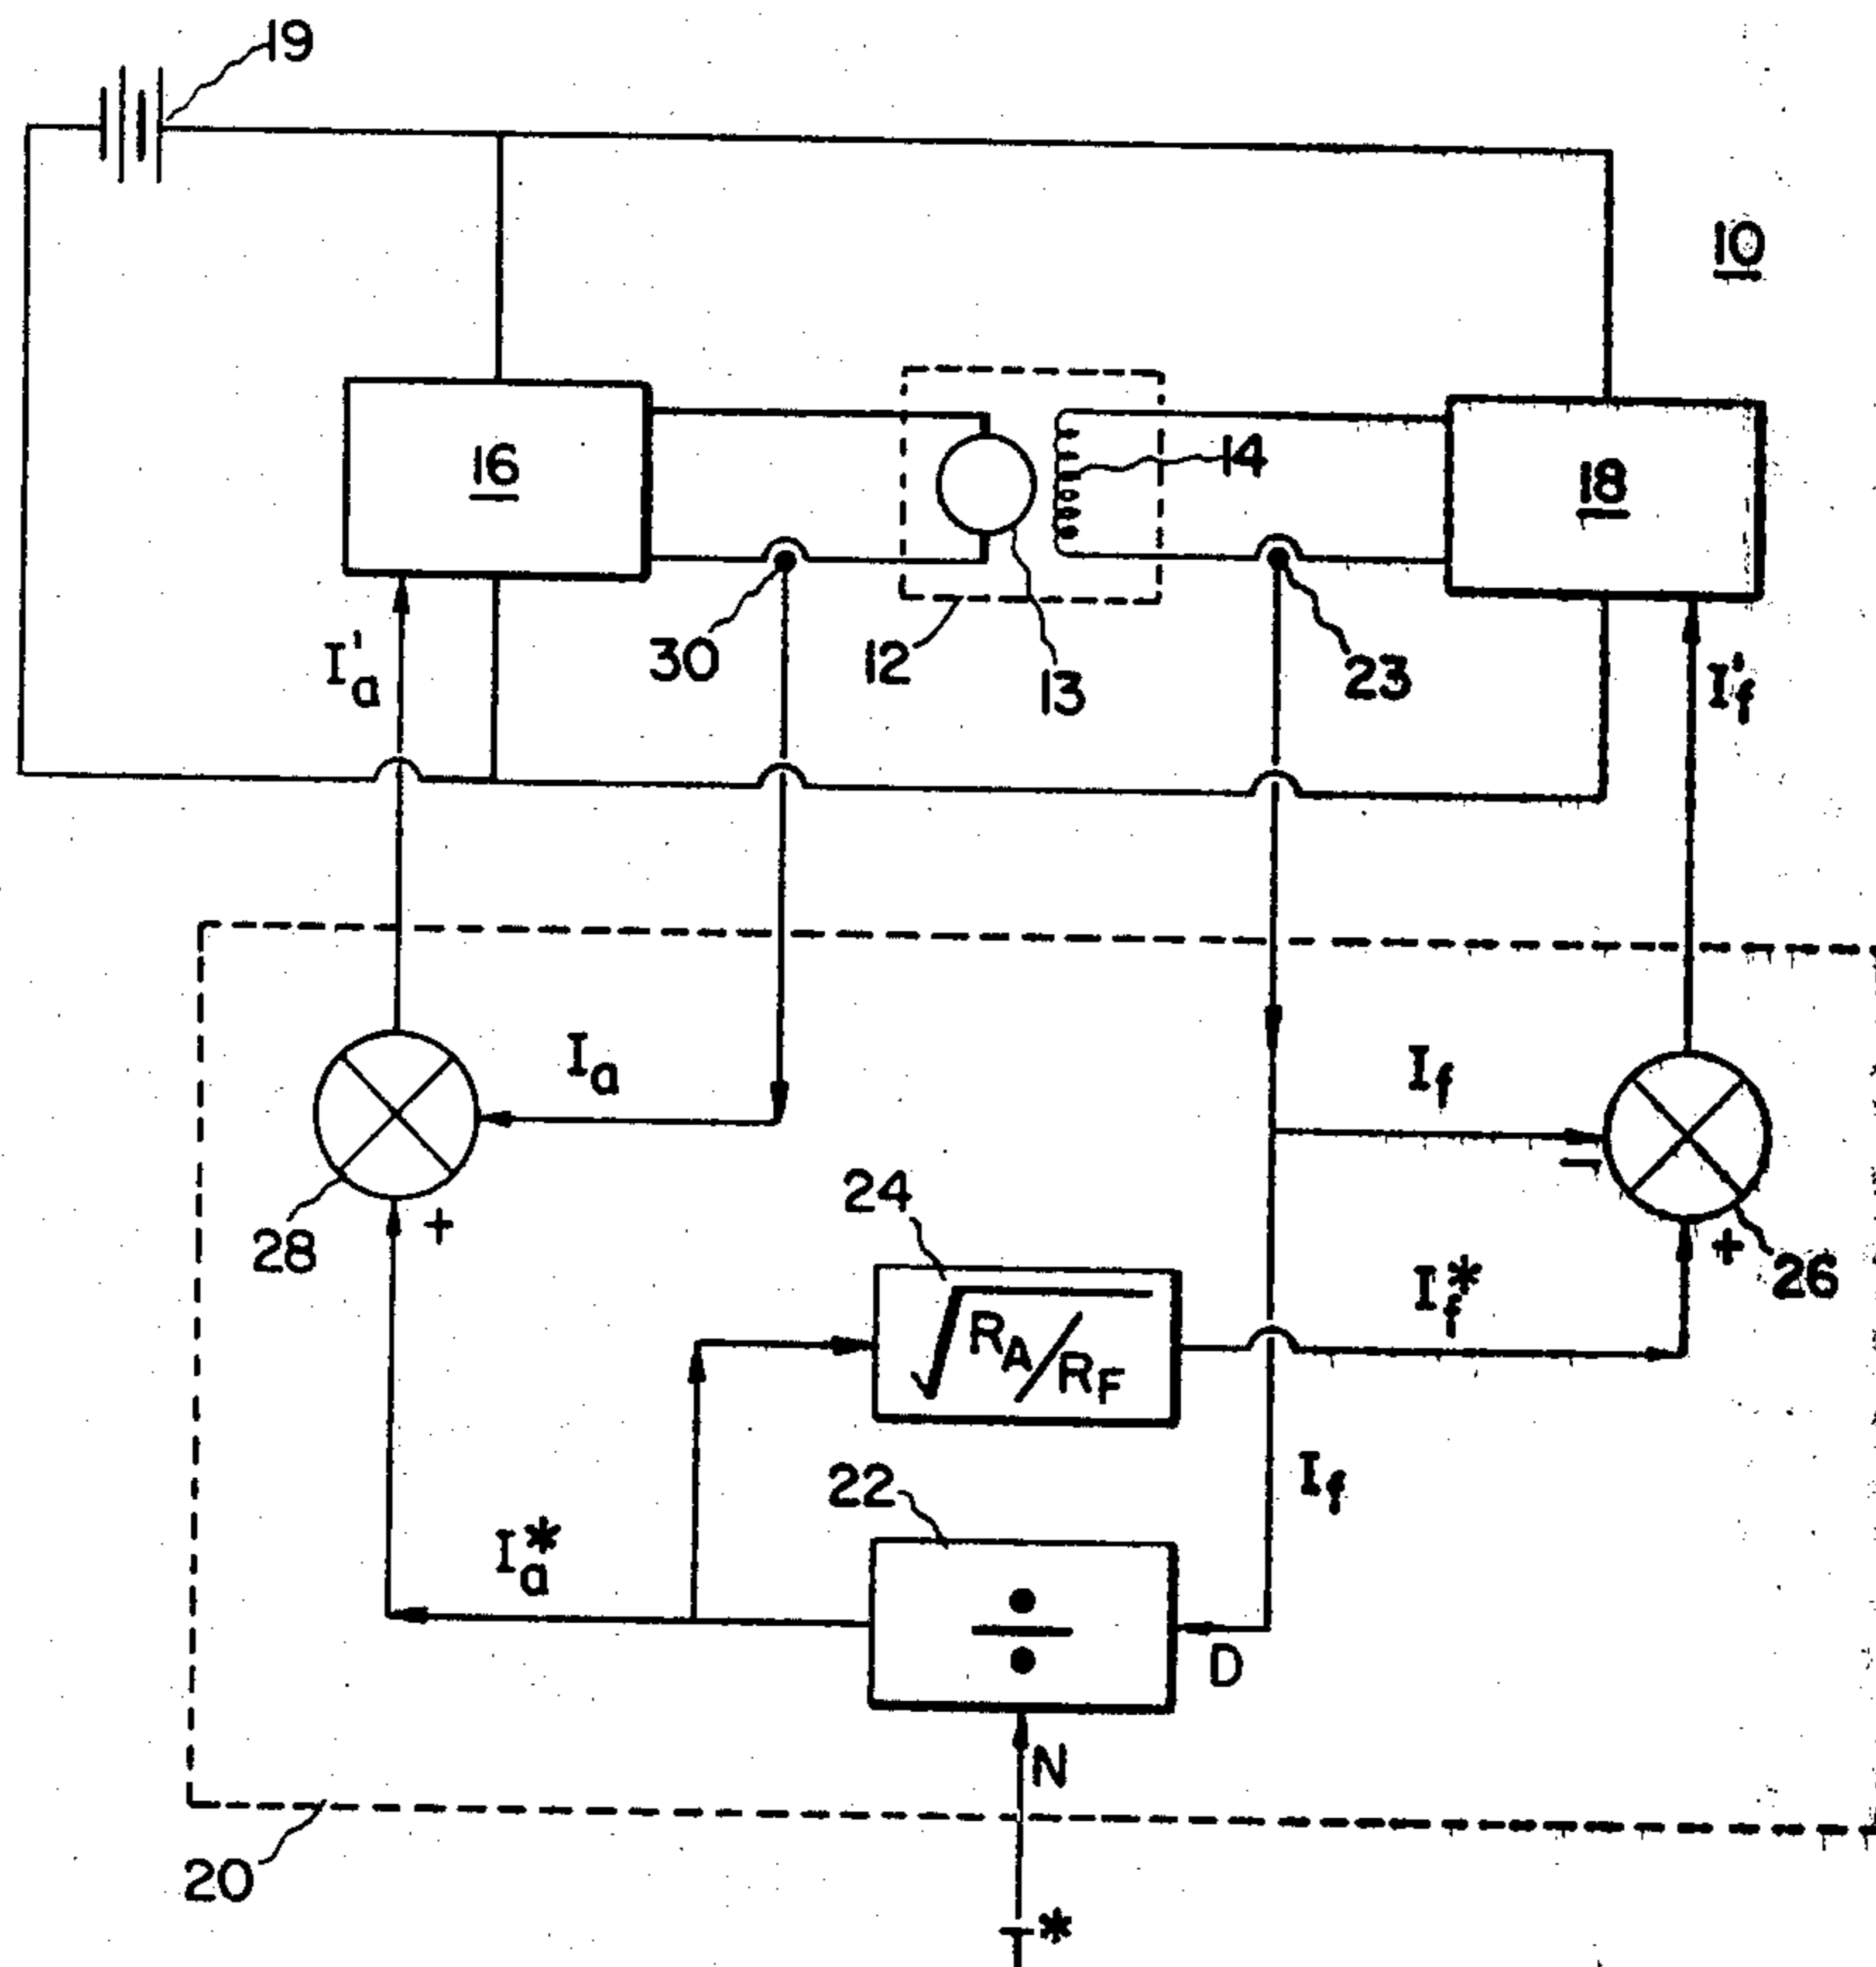 19
10
16
14
18
30
12
13
23
I'a
I'f
Ia
If
28
+
24
−
+
26
√RA/RF
If*
22
If
Ia*
÷
D
N
20
T*